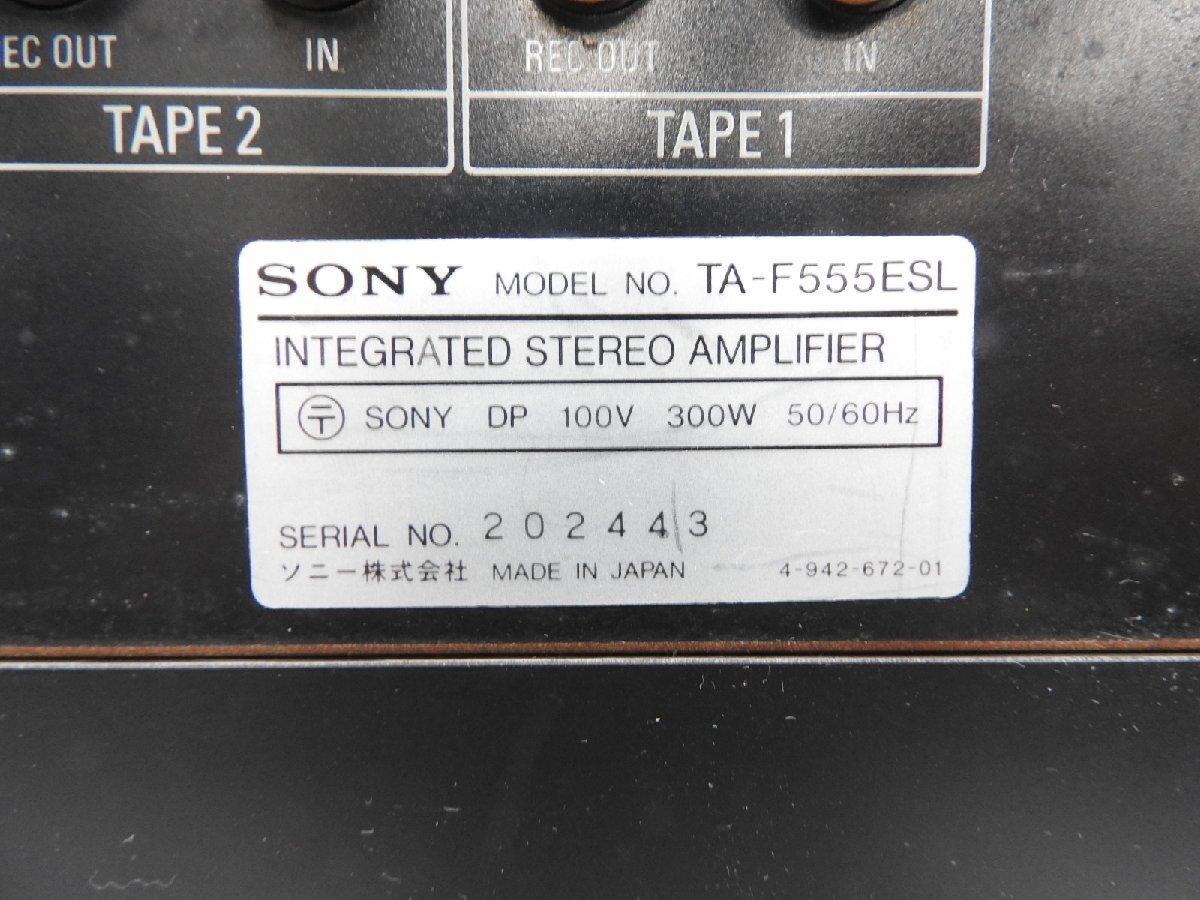 REC OUT IN REC OUT IN
TAPE 2 TAPE 1
SONY MODEL NO. TA-F555ESL
INTEGRATED STEREO AMPLIFIER
〒 SONY DP 100V 300W 50/60Hz
SERIAL NO. 202443
ソニー株式会社 MADE IN JAPAN 4-942-672-01